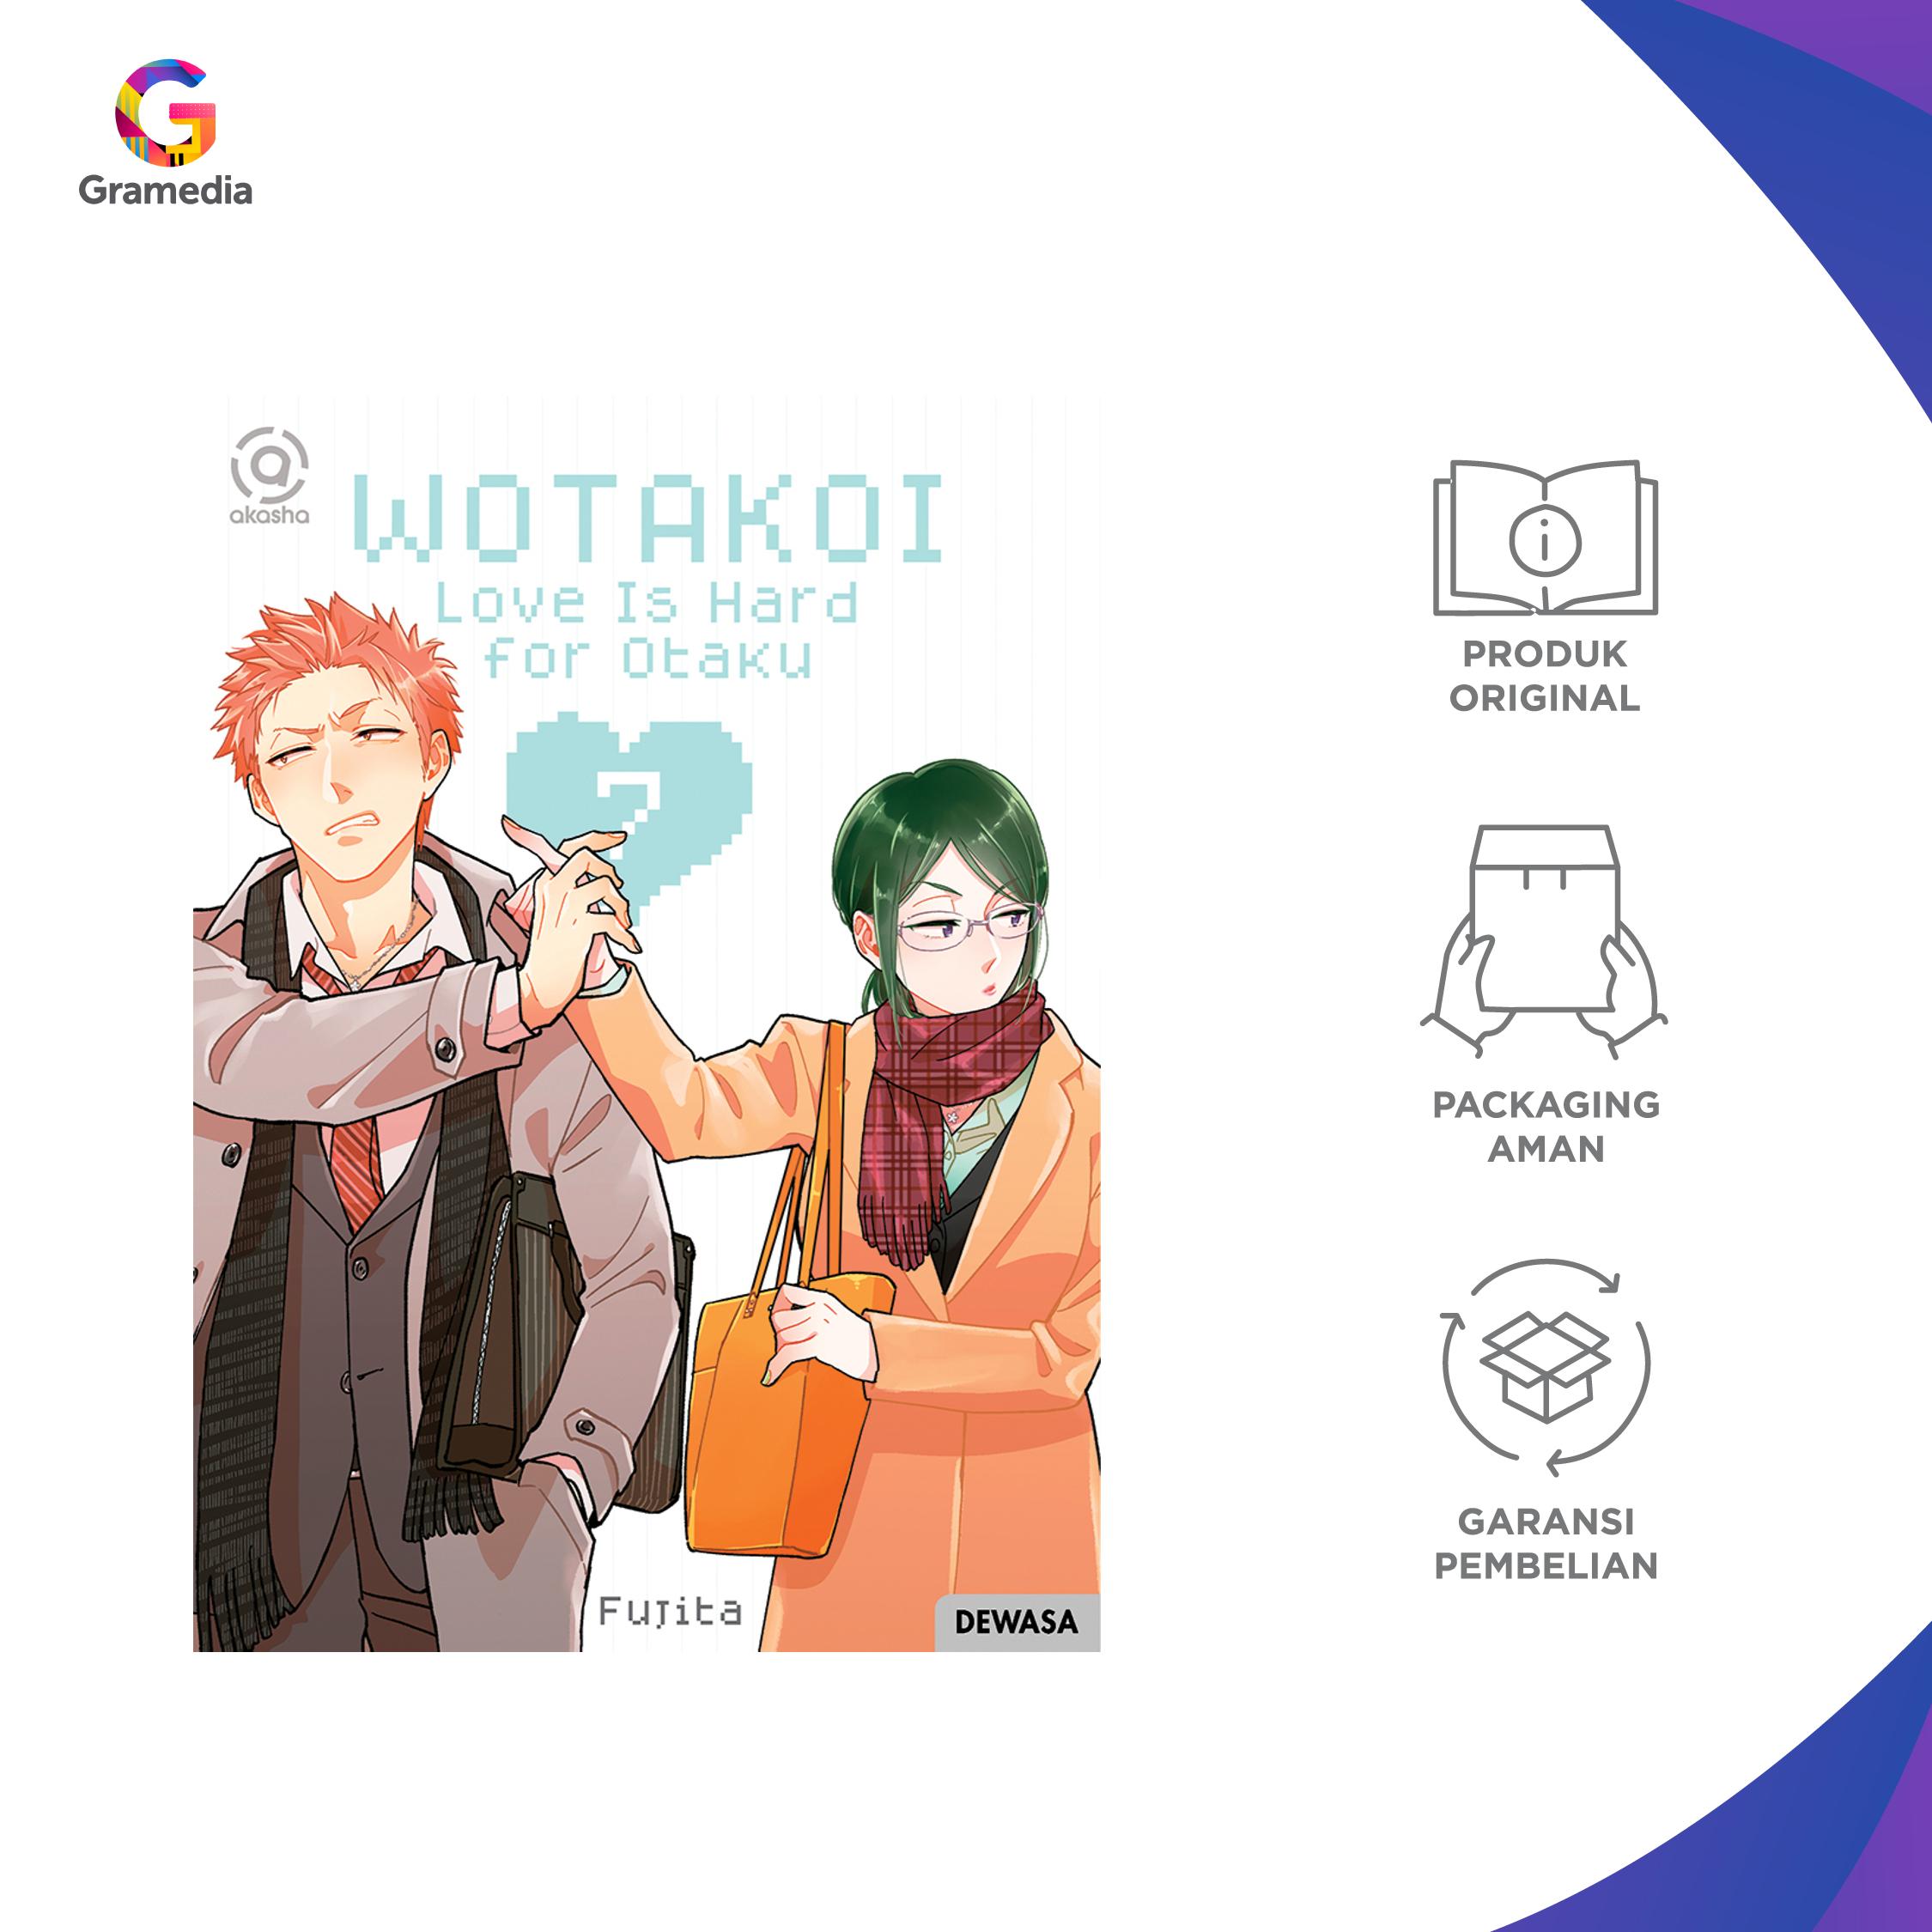 Gramedia
akasha
WOTAKOI
Love Is Hard
for Otaku
7
Fujita
DEWASA
PRODUK
ORIGINAL
PACKAGING
AMAN
GARANSI
PEMBELIAN